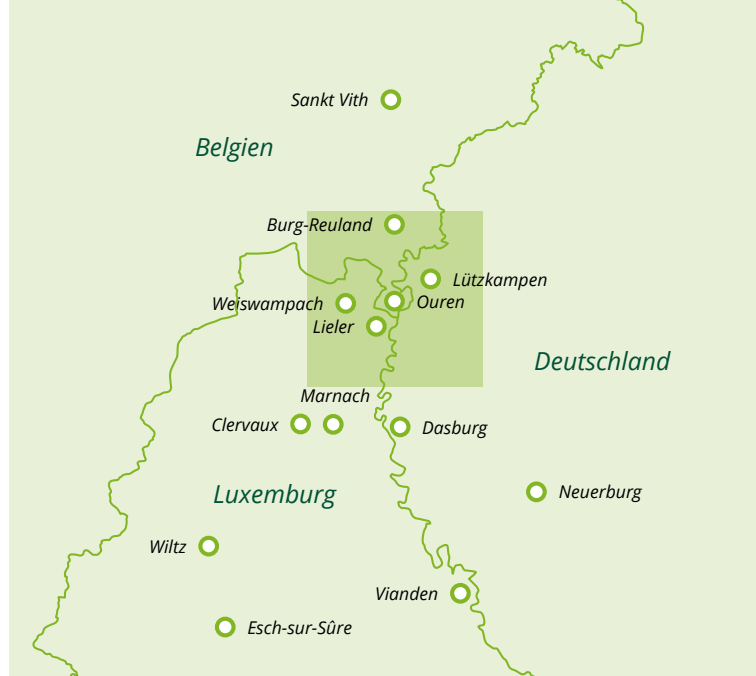 Sankt Vith
Belgien
Burg-Reuland
Lützkampen
Weiswampach
Ouren
Lieler
Deutschland
Marnach
Clervaux
Dasburg
Luxemburg
Neuerburg
Wiltz
Vianden
Esch-sur-Sûre